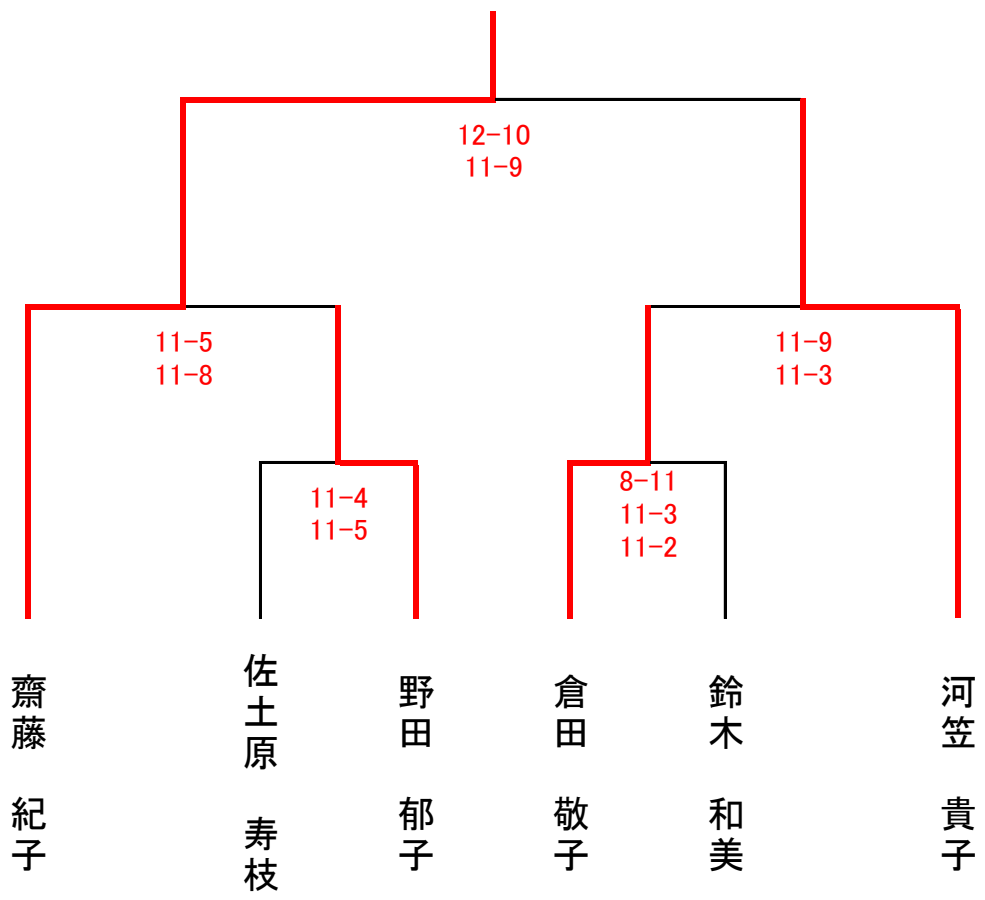 12-10
11-9
11-5
11-8
11-9
11-3
11-4
11-5
8-11
11-3
11-2
齋藤 紀子
佐土原 寿枝
野田 郁子
倉田 敬子
鈴木 和美
河笠 貴子